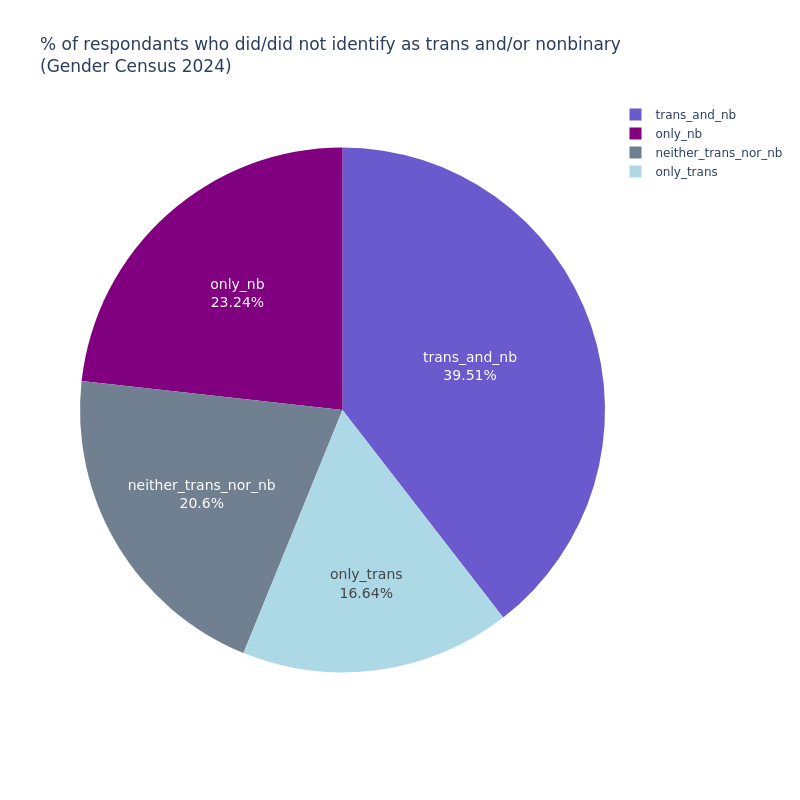 % of respondants who did/did not identify as trans and/or nonbinary
(Gender Census 2024)
trans_and_nb
only_nb
neither_trans_nor_nb
only_trans
only_nb
23.24%
trans_and_nb
39.51%
neither_trans_nor_nb
20.6%
only_trans
16.64%